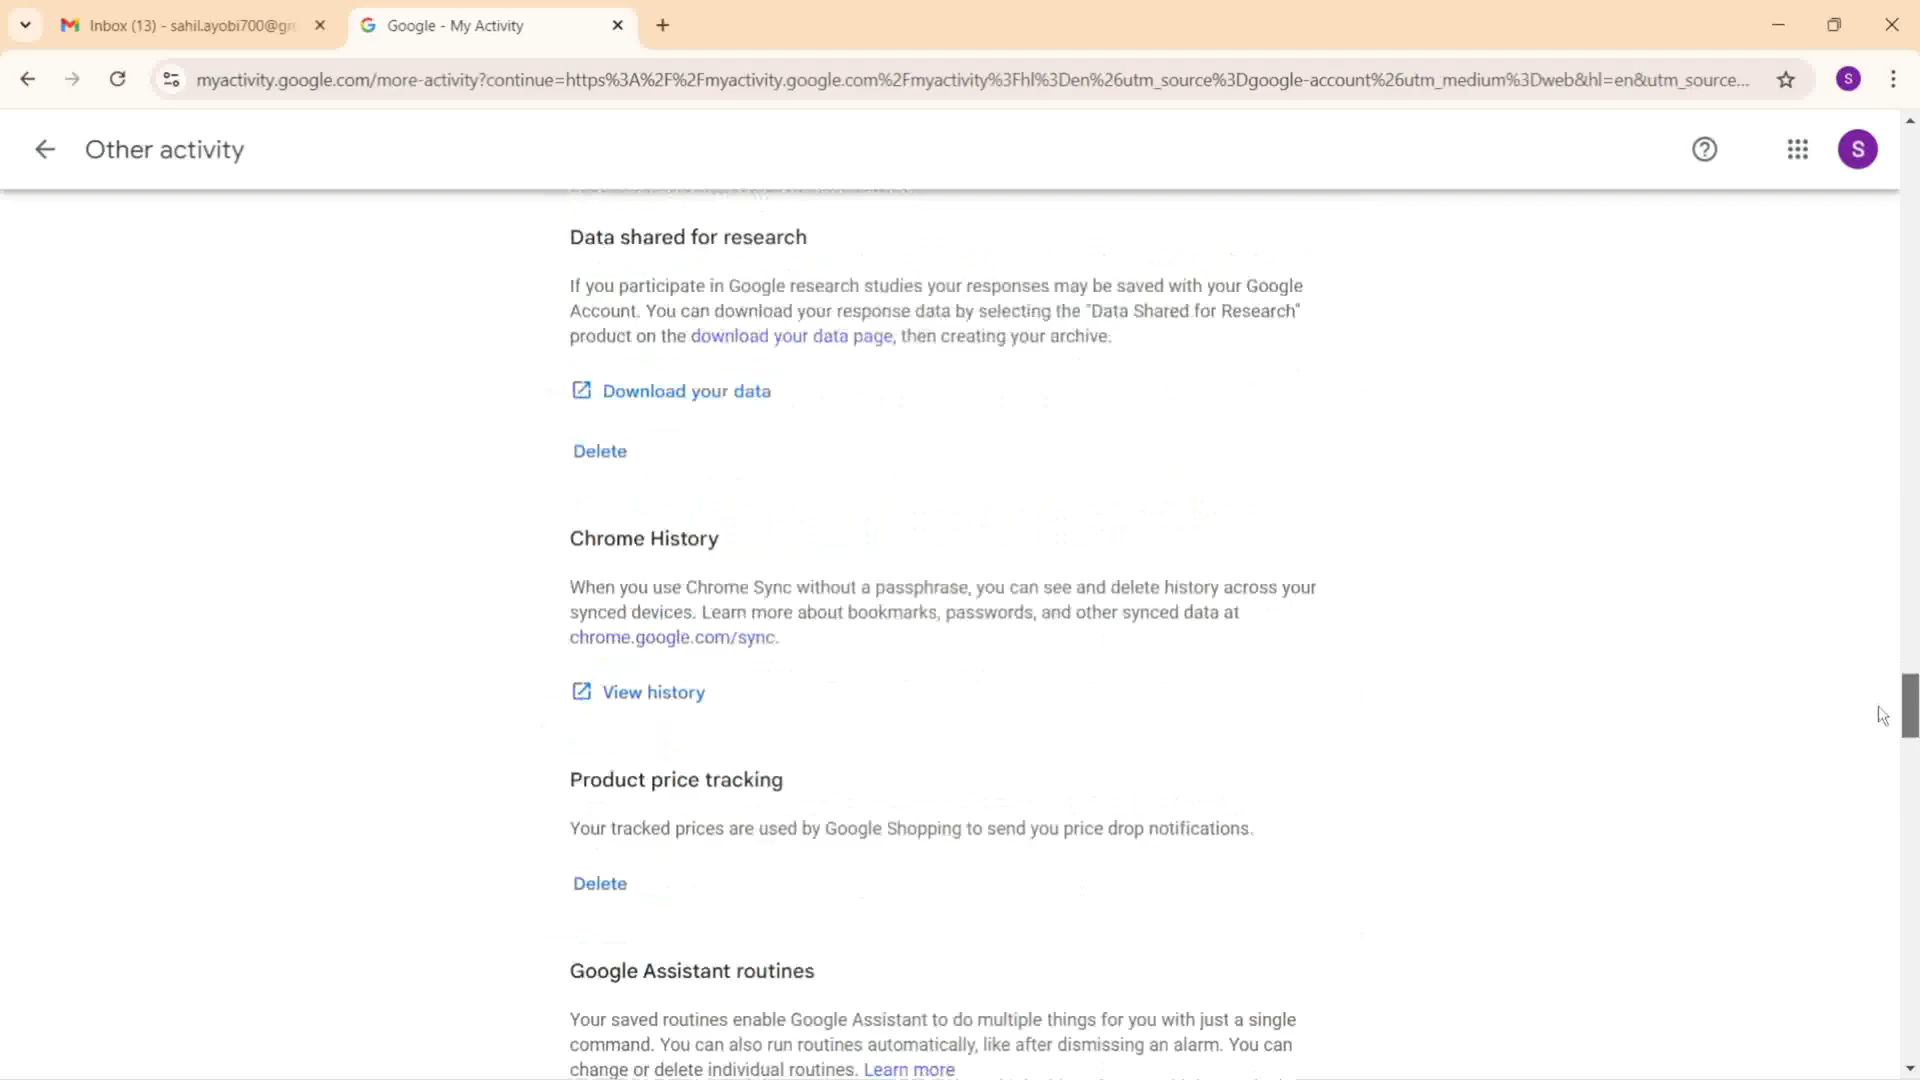 Inbox (13) - sahil.ayobi700@gm
Google - My Activity
myactivity.google.com/more-activity?continue=https%3A%2F%2Fmyactivity.google.com%2Fmyactivity%3Fhl%3Den%26utm_source%3Dgoogle-account%26utm_medium%3Dweb&hl=en&utm_source...
S
Other activity
S
Data shared for research
If you participate in Google research studies your responses may be saved with your Google
Account. You can download your response data by selecting the "Data Shared for Research"
product on the download your data page, then creating your archive.
Download your data
Delete
Chrome History
When you use Chrome Sync without a passphrase, you can see and delete history across your
synced devices. Learn more about bookmarks, passwords, and other synced data at
chrome.google.com/sync.
View history
Product price tracking
Your tracked prices are used by Google Shopping to send you price drop notifications.
Delete
Google Assistant routines
Your saved routines enable Google Assistant to do multiple things for you with just a single
command. You can also run routines automatically, like after dismissing an alarm. You can
change or delete individual routines. Learn more